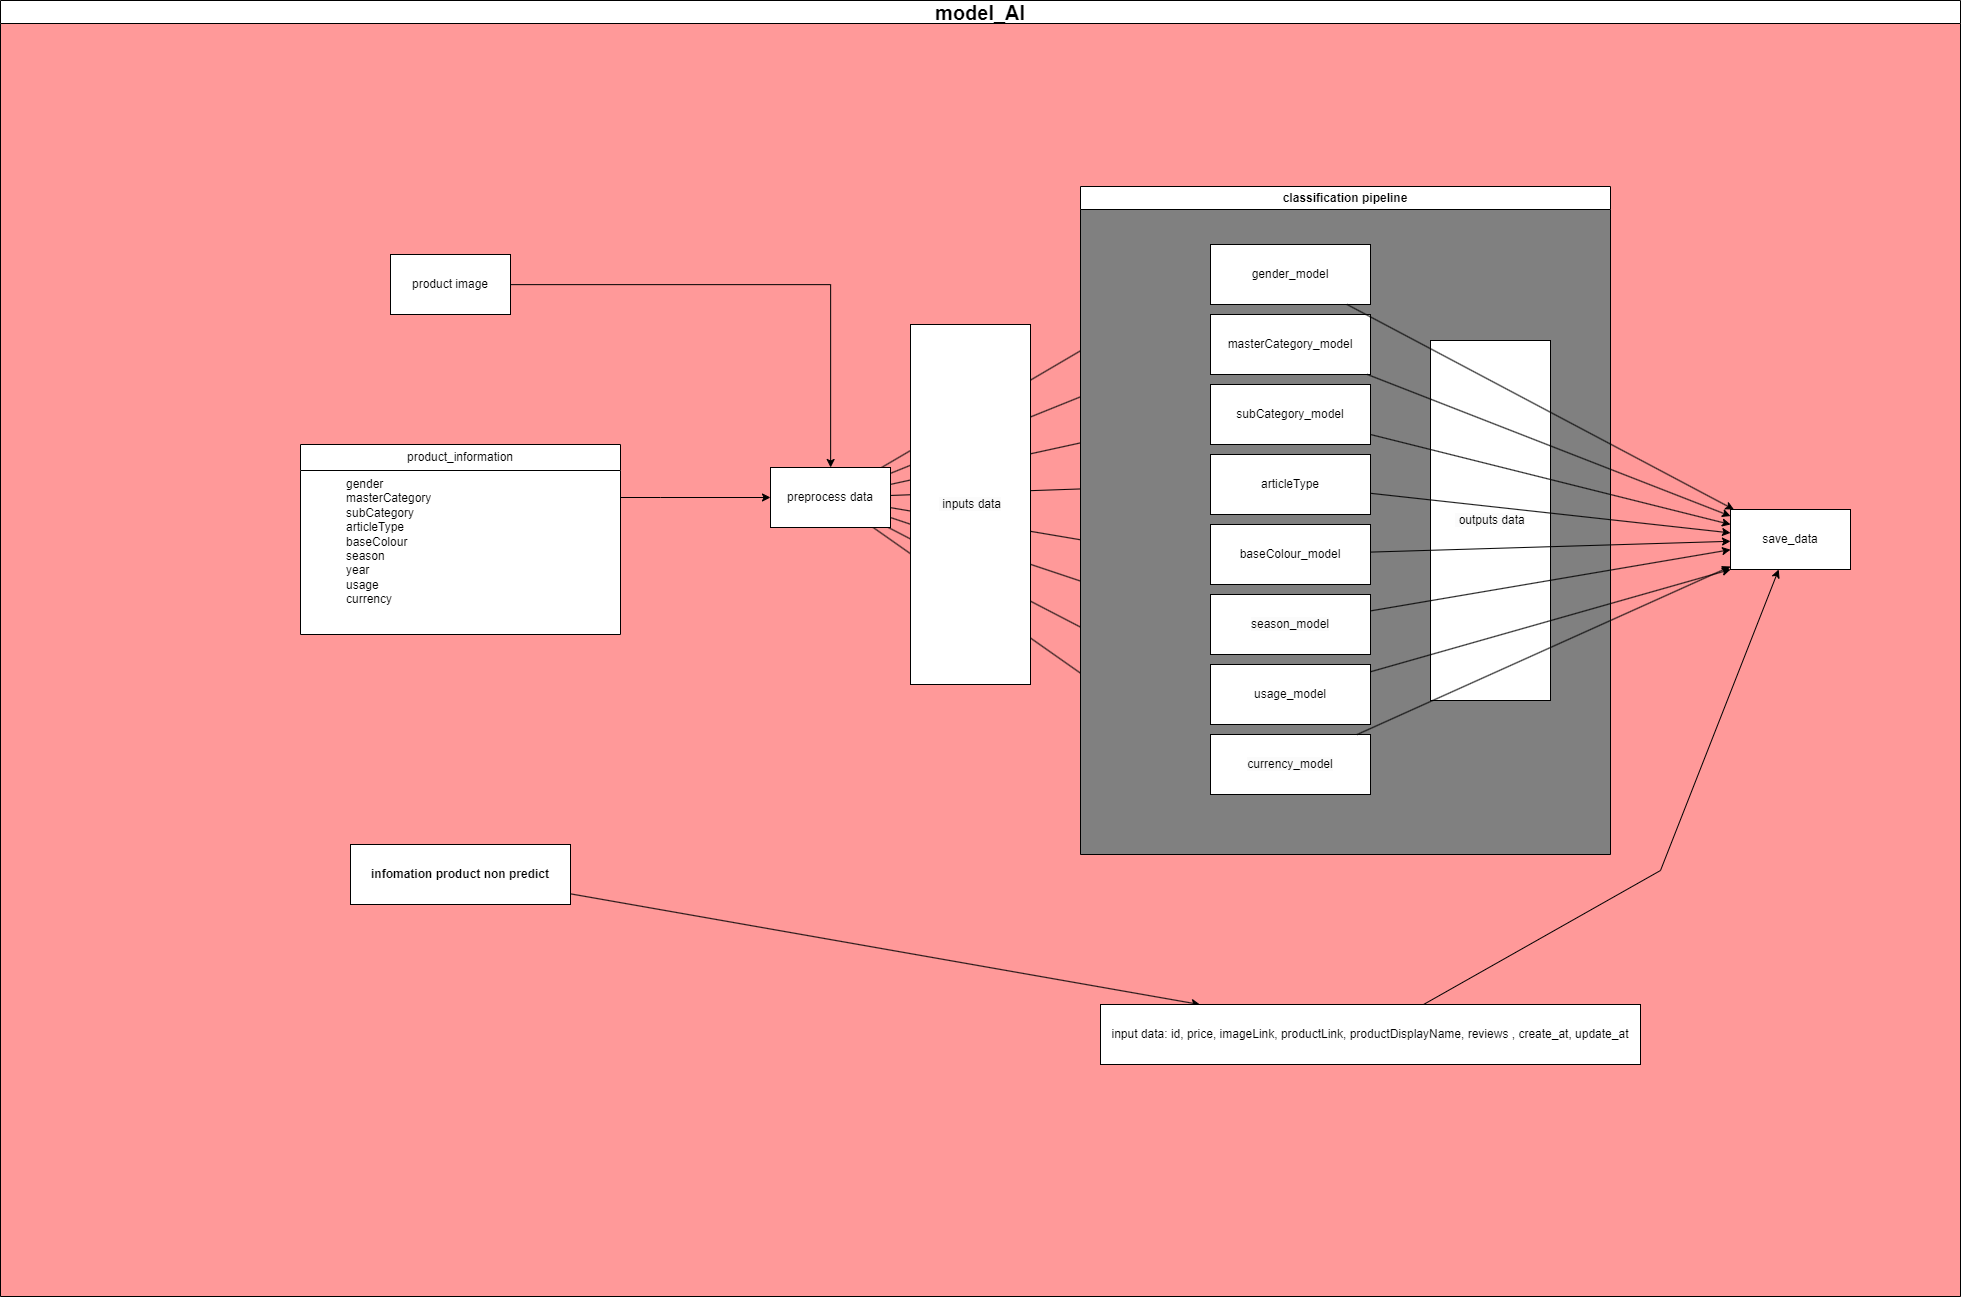 model_AI
classification pipeline
product image
gender_model
masterCategory_model
subCategory_model
articleType
baseColour_model
season_model
usage_model
currency_model
product_information
gender
masterCategory
subCategory
articleType
baseColour
season
year
usage
currency
preprocess data
inputs data
outputs data
save_data
infomation product non predict
input data: id, price, imageLink, productLink, productDisplayName, reviews , create_at, update_at